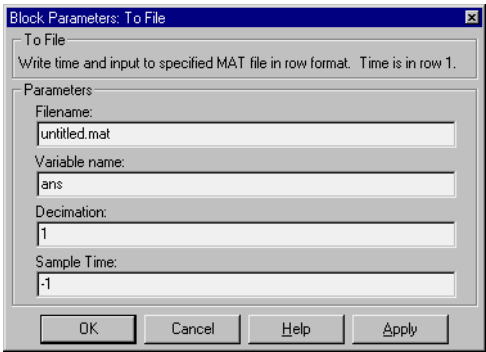 Block Parameters: To File
To File
Write time and input to specified MAT file in row format.  Time is in row 1.
Parameters
Filename:
untitled.mat
Variable name:
ans
Decimation:
1
Sample Time:
-1
OK Cancel Help Apply